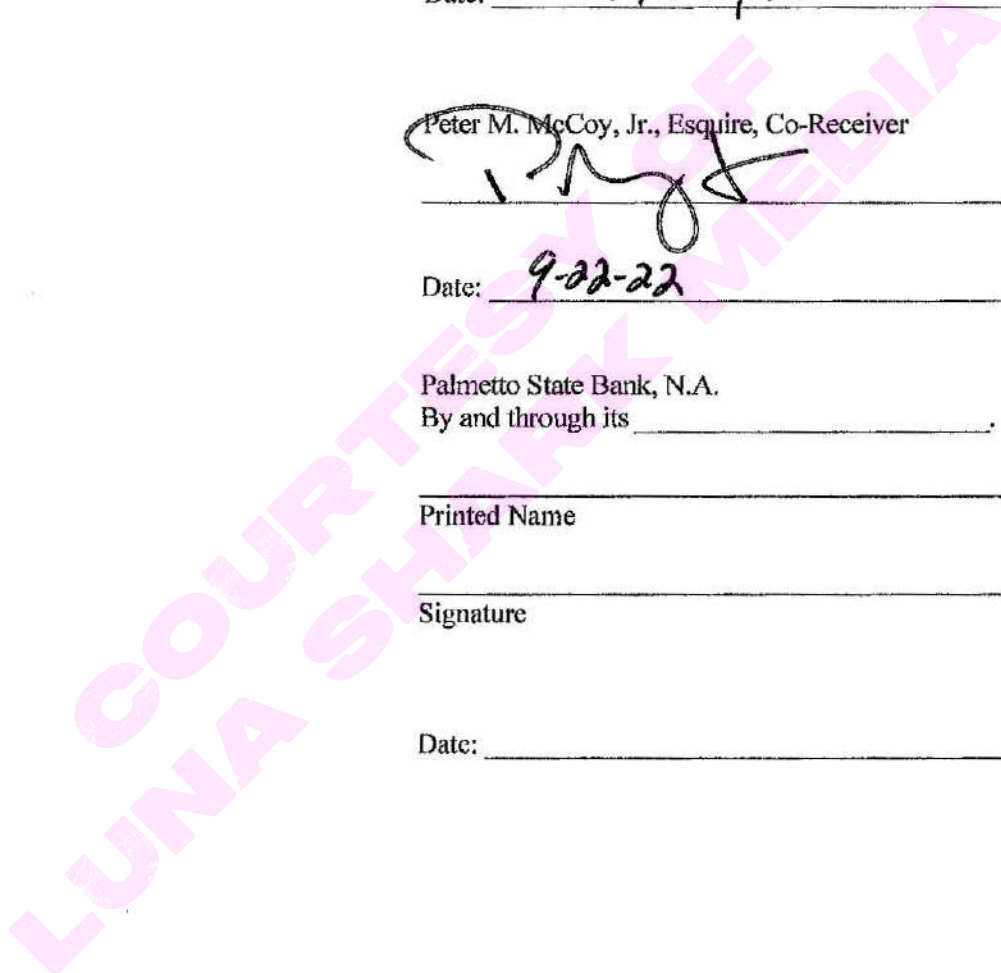 Date:
Peter M. McCoy, Jr., Esquire, Co-Receiver
Date: 9-22-22
Palmetto State Bank, N.A.
By and through its .
Printed Name
Signature
Date:
COURTESY OF
LUNA SHARK MEDIA